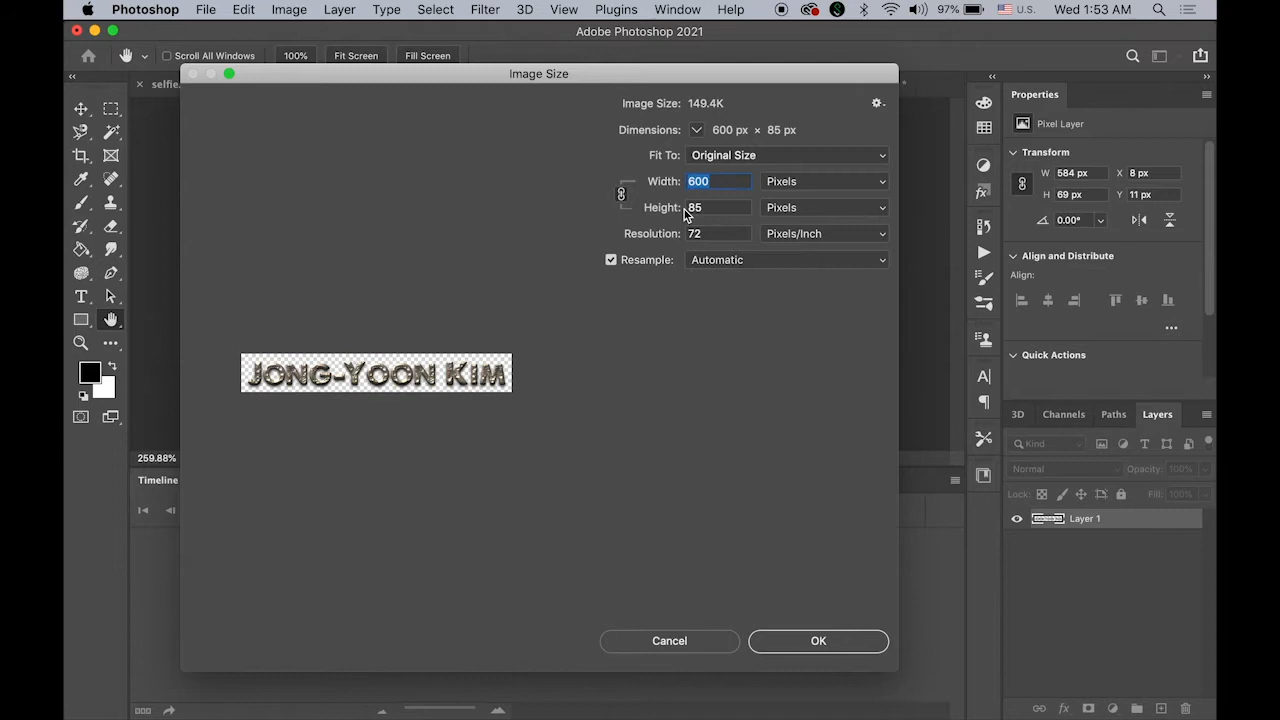 Photoshop File Edit Image Layer Type Select Filter 3D View Plugins Window Help 97% U.S. Wed 1:53 AM
Adobe Photoshop 2021
Scroll All Windows 100% Fit Screen Fill Screen
selfie.
Image Size
Image Size: 149.4K
Dimensions: 600 px × 85 px
Fit To: Original Size
Width: 600 Pixels
Height: 85 Pixels
Resolution: 72 Pixels/Inch
Resample: Automatic
Jong-Yoon Kim
Cancel OK
259.88%
Timeline
Properties
Pixel Layer
Transform
W 584 px X 8 px
H 69 px Y 11 px
0.00°
Align and Distribute
Align:
Quick Actions
3D Channels Paths Layers
Kind
Normal Opacity: 100%
Lock: Fill: 100%
Layer 1
fx